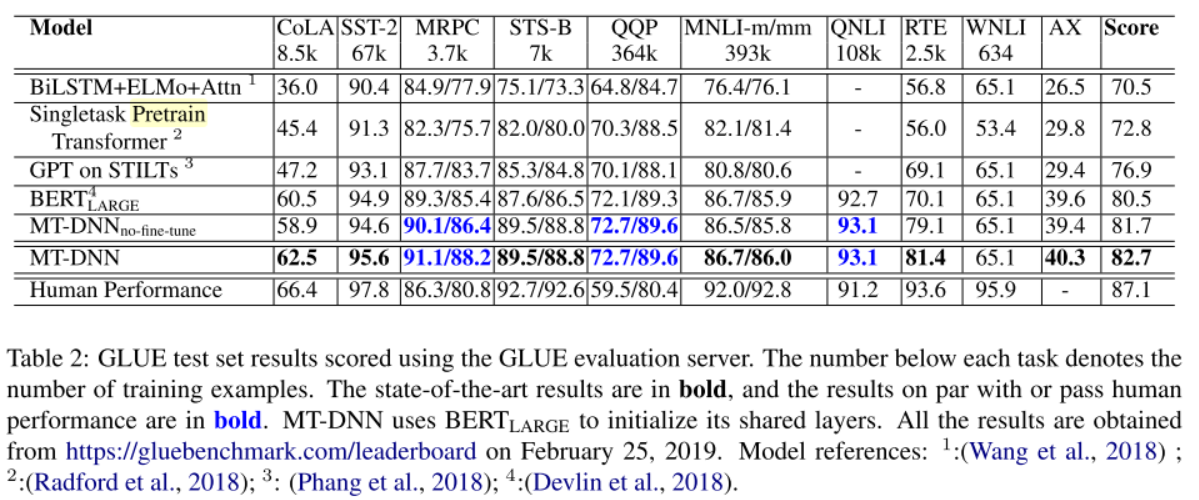 Model CoLA SST-2 MRPC STS-B QQP MNLI-m/mm QNLI RTE WNLI AX Score
8.5k 67k 3.7k 7k 364k 393k 108k 2.5k 634
BiLSTM+ELMo+Attn 1 36.0 90.4 84.9/77.9 75.1/73.3 64.8/84.7 76.4/76.1 - 56.8 65.1 26.5 70.5
Singletask Pretrain
Transformer 2 45.4 91.3 82.3/75.7 82.0/80.0 70.3/88.5 82.1/81.4 - 56.0 53.4 29.8 72.8
GPT on STILTs 3 47.2 93.1 87.7/83.7 85.3/84.8 70.1/88.1 80.8/80.6 - 69.1 65.1 29.4 76.9
BERT4LARGE 60.5 94.9 89.3/85.4 87.6/86.5 72.1/89.3 86.7/85.9 92.7 70.1 65.1 39.6 80.5
MT-DNNno-fine-tune 58.9 94.6 90.1/86.4 89.5/88.8 72.7/89.6 86.5/85.8 93.1 79.1 65.1 39.4 81.7
MT-DNN 62.5 95.6 91.1/88.2 89.5/88.8 72.7/89.6 86.7/86.0 93.1 81.4 65.1 40.3 82.7
Human Performance 66.4 97.8 86.3/80.8 92.7/92.6 59.5/80.4 92.0/92.8 91.2 93.6 95.9 - 87.1
Table 2: GLUE test set results scored using the GLUE evaluation server. The number below each task denotes the
number of training examples. The state-of-the-art results are in bold, and the results on par with or pass human
performance are in bold. MT-DNN uses BERTLARGE to initialize its shared layers. All the results are obtained
from https://gluebenchmark.com/leaderboard on February 25, 2019. Model references: 1:(Wang et al., 2018) ;
2:(Radford et al., 2018); 3: (Phang et al., 2018); 4:(Devlin et al., 2018).